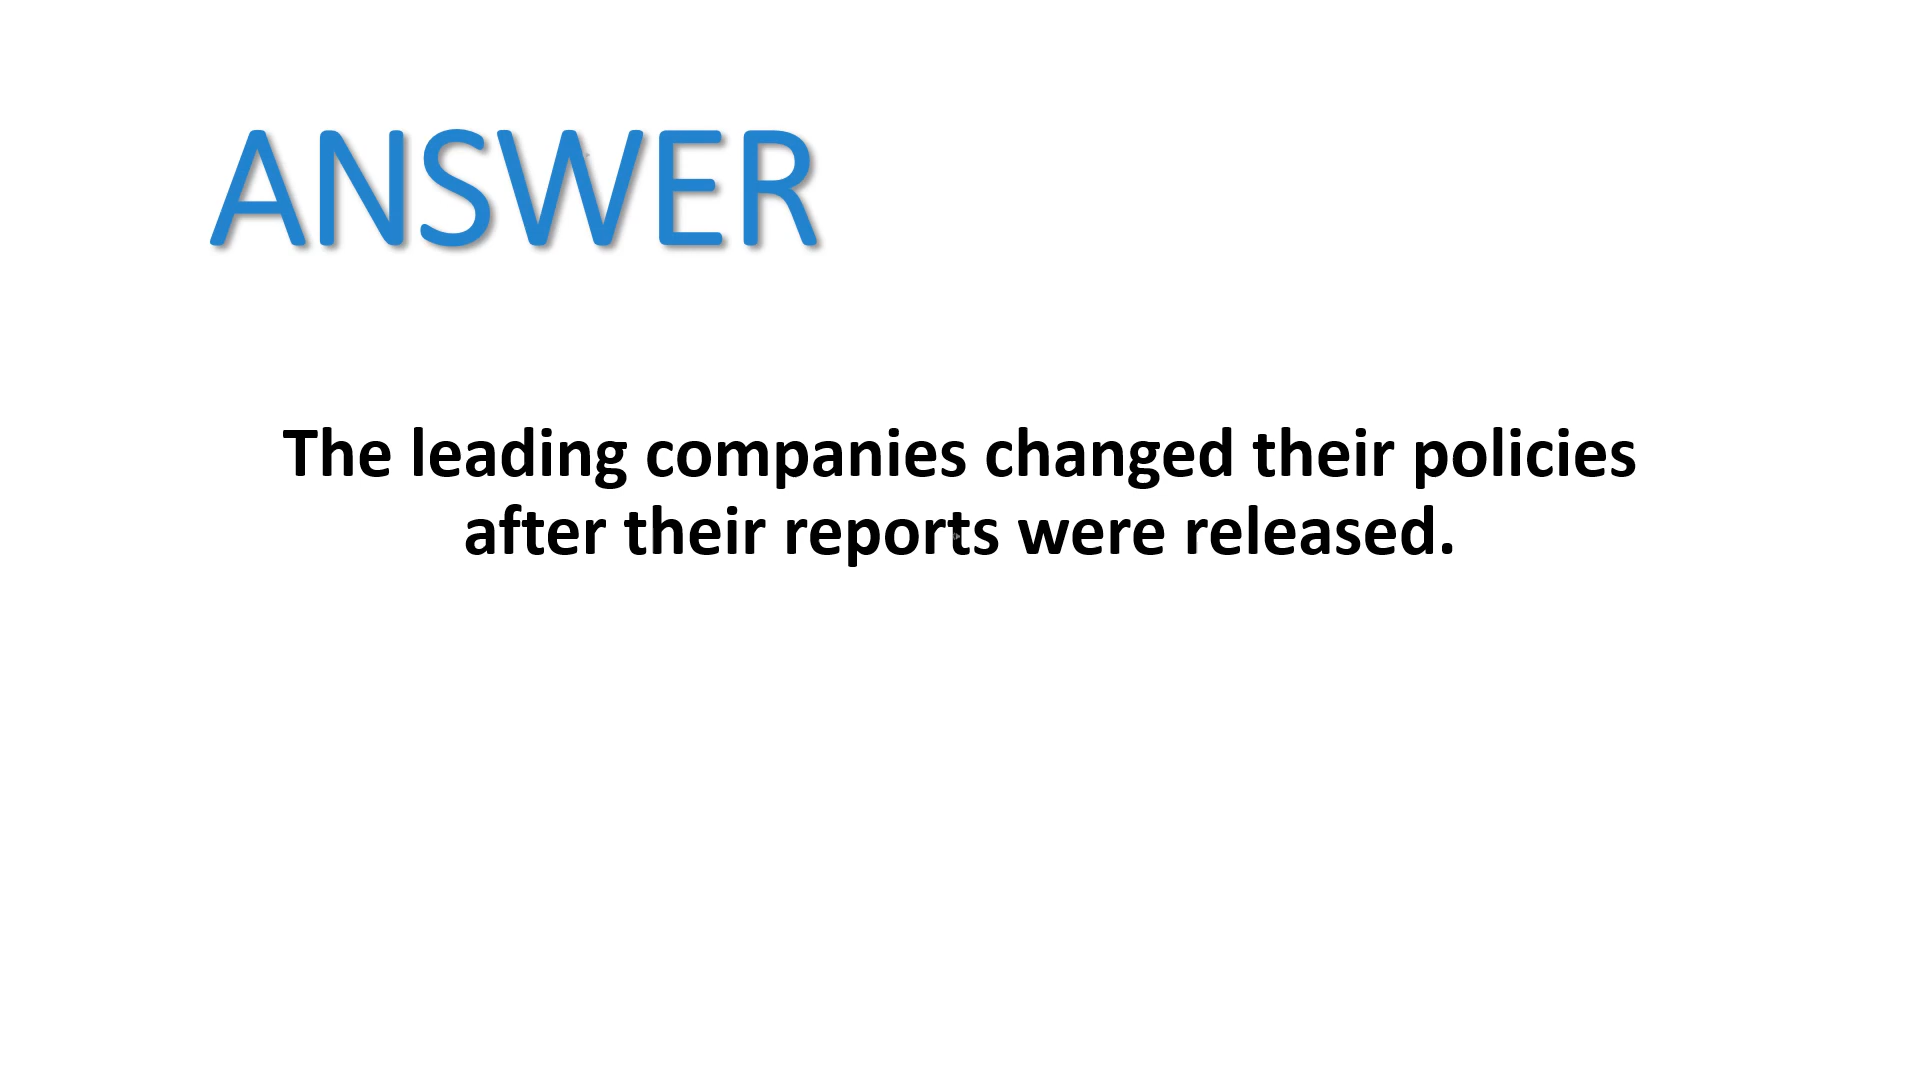 ANSWER
The leading companies changed their policies
after their reports were released.